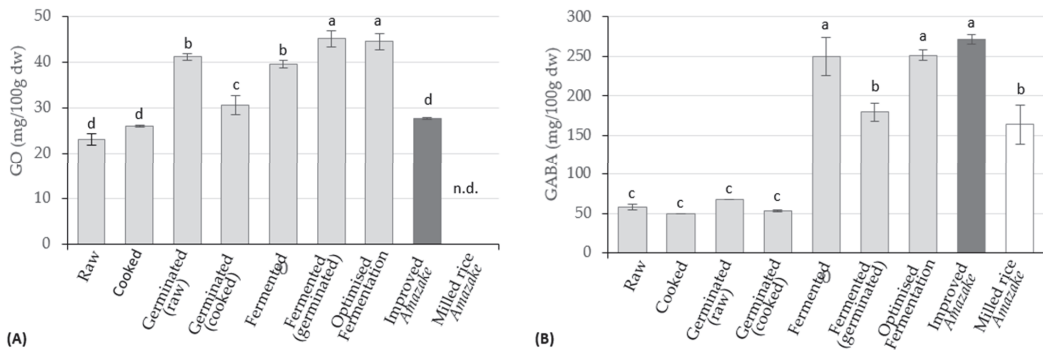 50
40
30
20
10
0
GO (mg/100g dw)
d
d
b
c
b
a
a
d
n.d.
Raw
Cooked
Germinated
(raw)
Germinated
(cooked)
Fermented
Fermented
(germinated)
Optimised
Fermentation
Improved
Amazake
Milled rice
Amazake
(A)
300
250
200
150
100
50
0
GABA (mg/100g dw)
c
c
c
c
a
b
a
a
b
Raw
Cooked
Germinated
(raw)
Germinated
(cooked)
Fermented
Fermented
(germinated)
Optimised
Fermentation
Improved
Amazake
Milled rice
Amazake
(B)